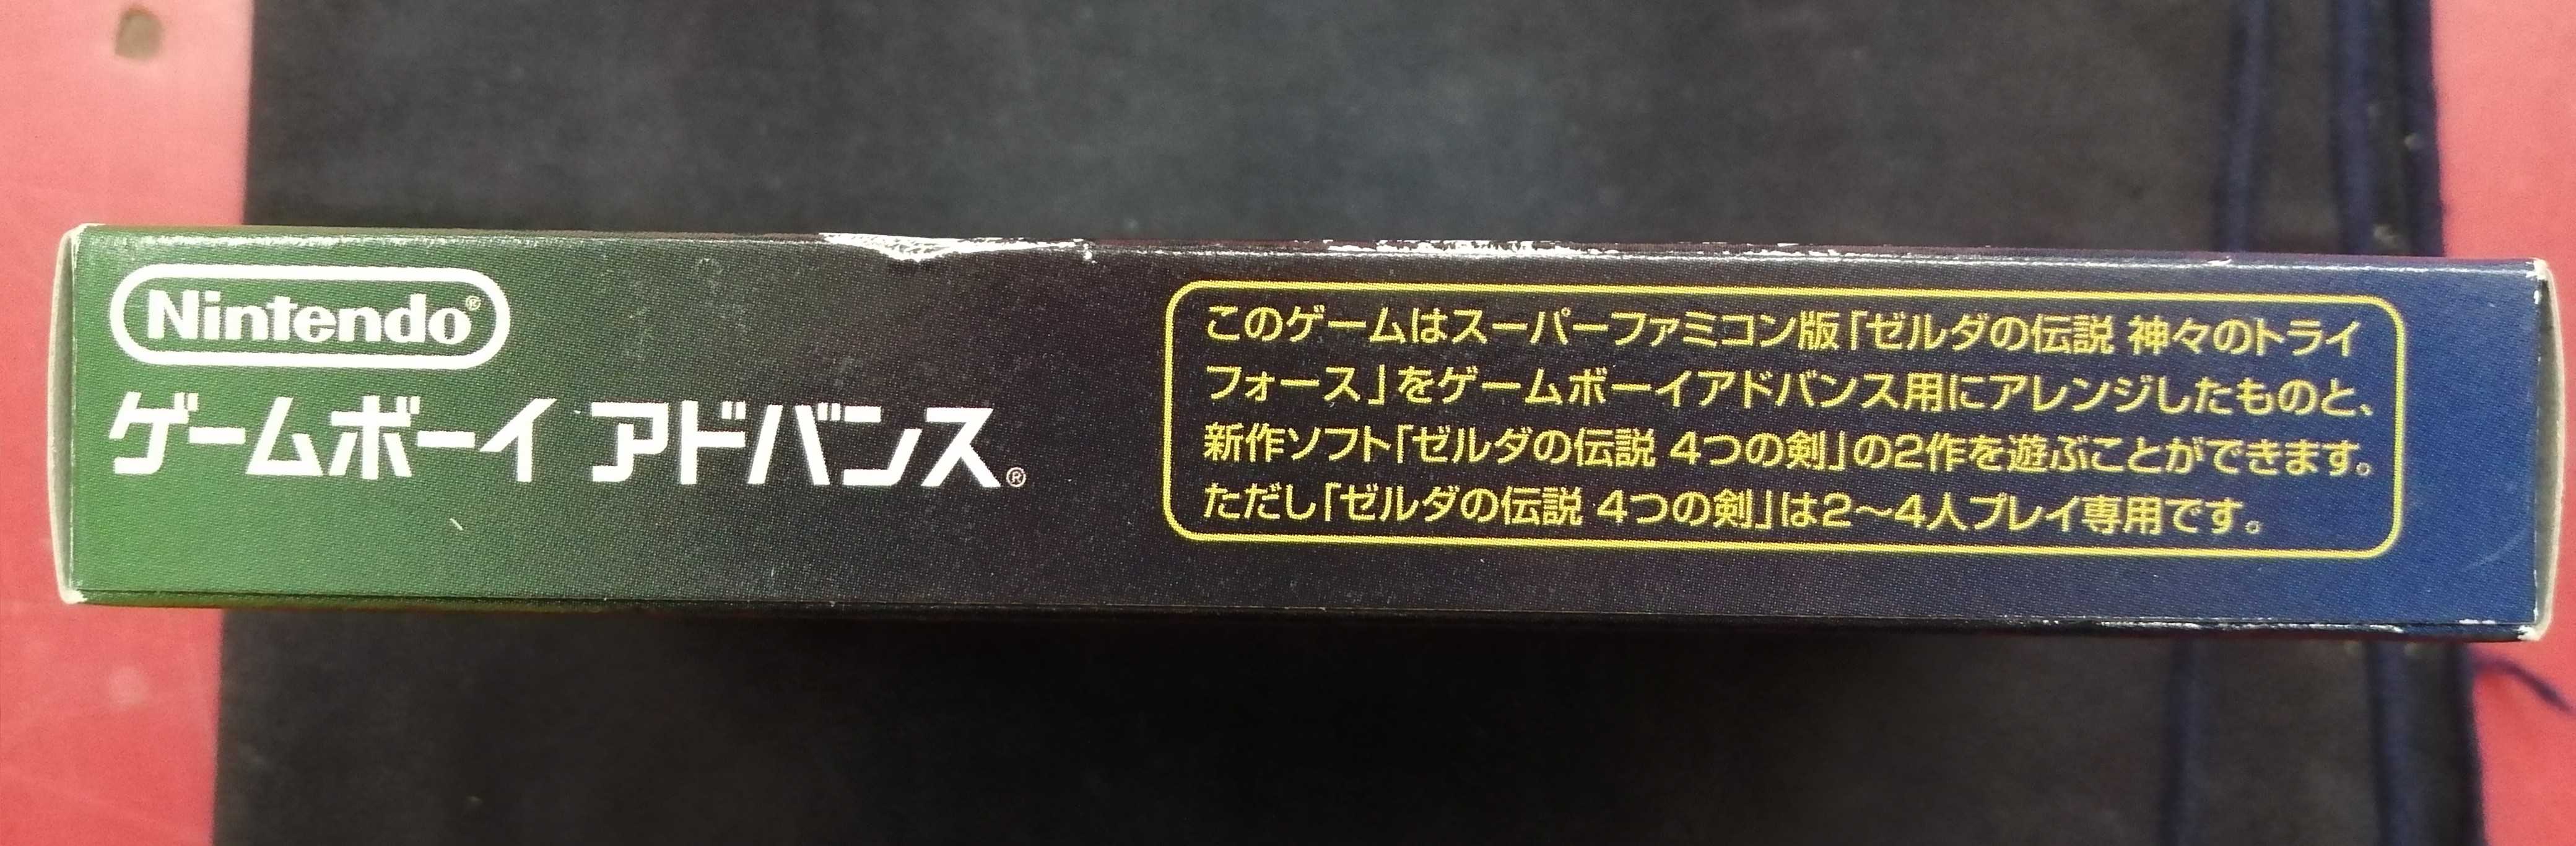 Nintendo®
ゲームボーイ アドバンス®
このゲームはスーパーファミコン版「ゼルダの伝説 神々のトライ
フォース」をゲームボーイアドバンス用にアレンジしたものと、
新作ソフト「ゼルダの伝説 4つの剣」の2作を遊ぶことができます。
ただし「ゼルダの伝説 4つの剣」は2～4人プレイ専用です。